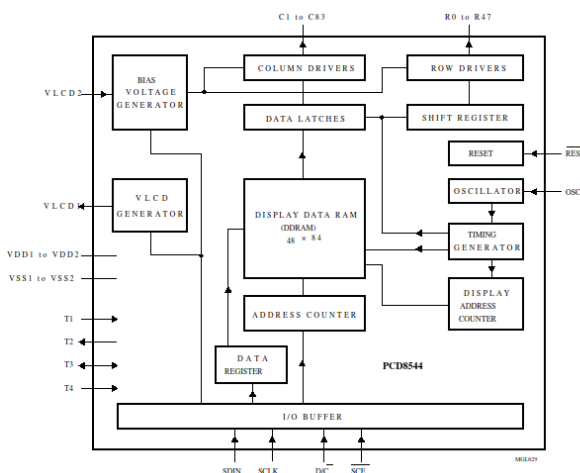 C1 to C83
R0 to R47
BIAS
VOLTAGE
GENERATOR
COLUMN DRIVERS
ROW DRIVERS
VLCD2
DATA LATCHES
SHIFT REGISTER
RESET
RES
OSCILLATOR
OSC
VLCD
GENERATOR
VLCD1
DISPLAY DATA RAM
(DDRAM)
48 × 84
TIMING
GENERATOR
VDD1 to VDD2
VSS1 to VSS2
DISPLAY
ADDRESS
COUNTER
ADDRESS COUNTER
T1
T2
T3
T4
DATA
REGISTER
PCD8544
I/O BUFFER
MGL629
SDIN
SCLK
D/C
SCE